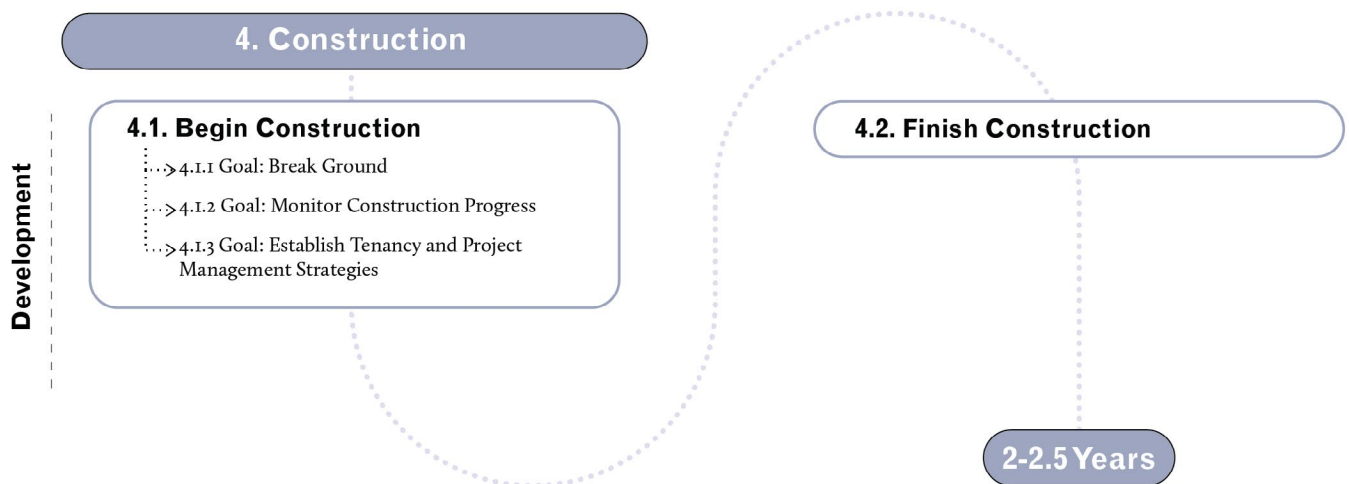 4. Construction
Development
4.1. Begin Construction
4.1.1 Goal: Break Ground
4.1.2 Goal: Monitor Construction Progress
4.1.3 Goal: Establish Tenancy and Project
Management Strategies
4.2. Finish Construction
2-2.5 Years